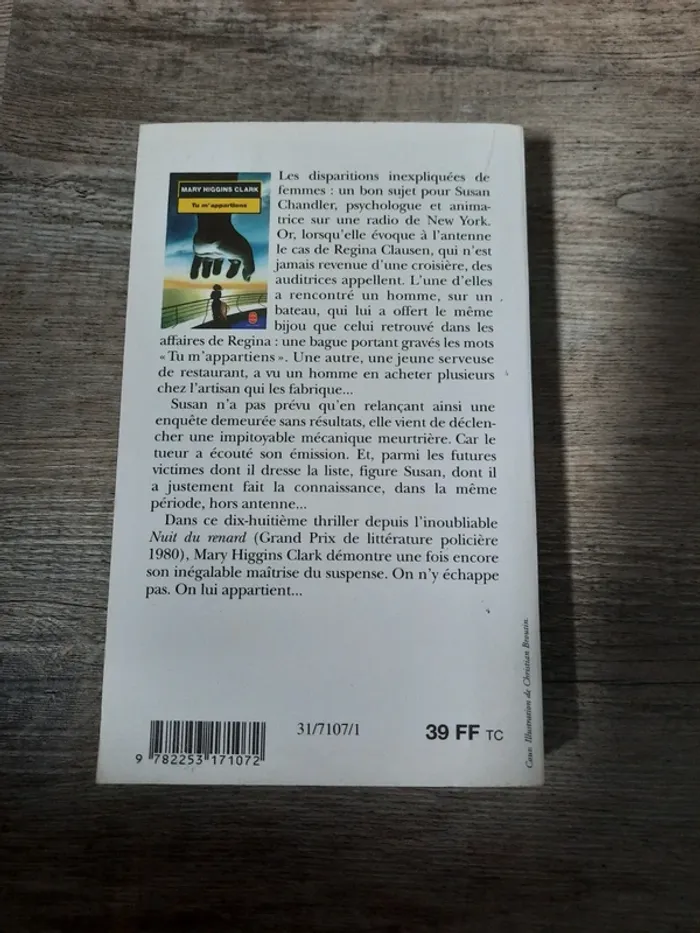 MARY HIGGINS CLARK
Tu m'appartiens
Les disparitions inexpliquées de
femmes : un bon sujet pour Susan
Chandler, psychologue et anima-
trice sur une radio de New York.
Or, lorsqu'elle évoque à l'antenne
le cas de Regina Clausen, qui n'est
jamais revenue d'une croisière, des
auditrices appellent. L'une d'elles
a rencontré un homme, sur un
bateau, qui lui a offert le même
bijou que celui retrouvé dans les
affaires de Regina : une bague portant gravés les mots
« Tu m'appartiens ». Une autre, une jeune serveuse
de restaurant, a vu un homme en acheter plusieurs
chez l'artisan qui les fabrique...
Susan n'a pas prévu qu'en relançant ainsi une
enquête demeurée sans résultats, elle vient de déclen-
cher une impitoyable mécanique meurtrière. Car le
tueur a écouté son émission. Et, parmi les futures
victimes dont il dresse la liste, figure Susan, dont il
a justement fait la connaissance, dans la même
période, hors antenne...
Dans ce dix-huitième thriller depuis l'inoubliable
Nuit du renard (Grand Prix de littérature policière
1980), Mary Higgins Clark démontre une fois encore
son inégalable maîtrise du suspense. On n'y échappe
pas. On lui appartient...
Couv. Illustration de Christian Broutin.
31/7107/1
39 FF TC
9 782253 171072